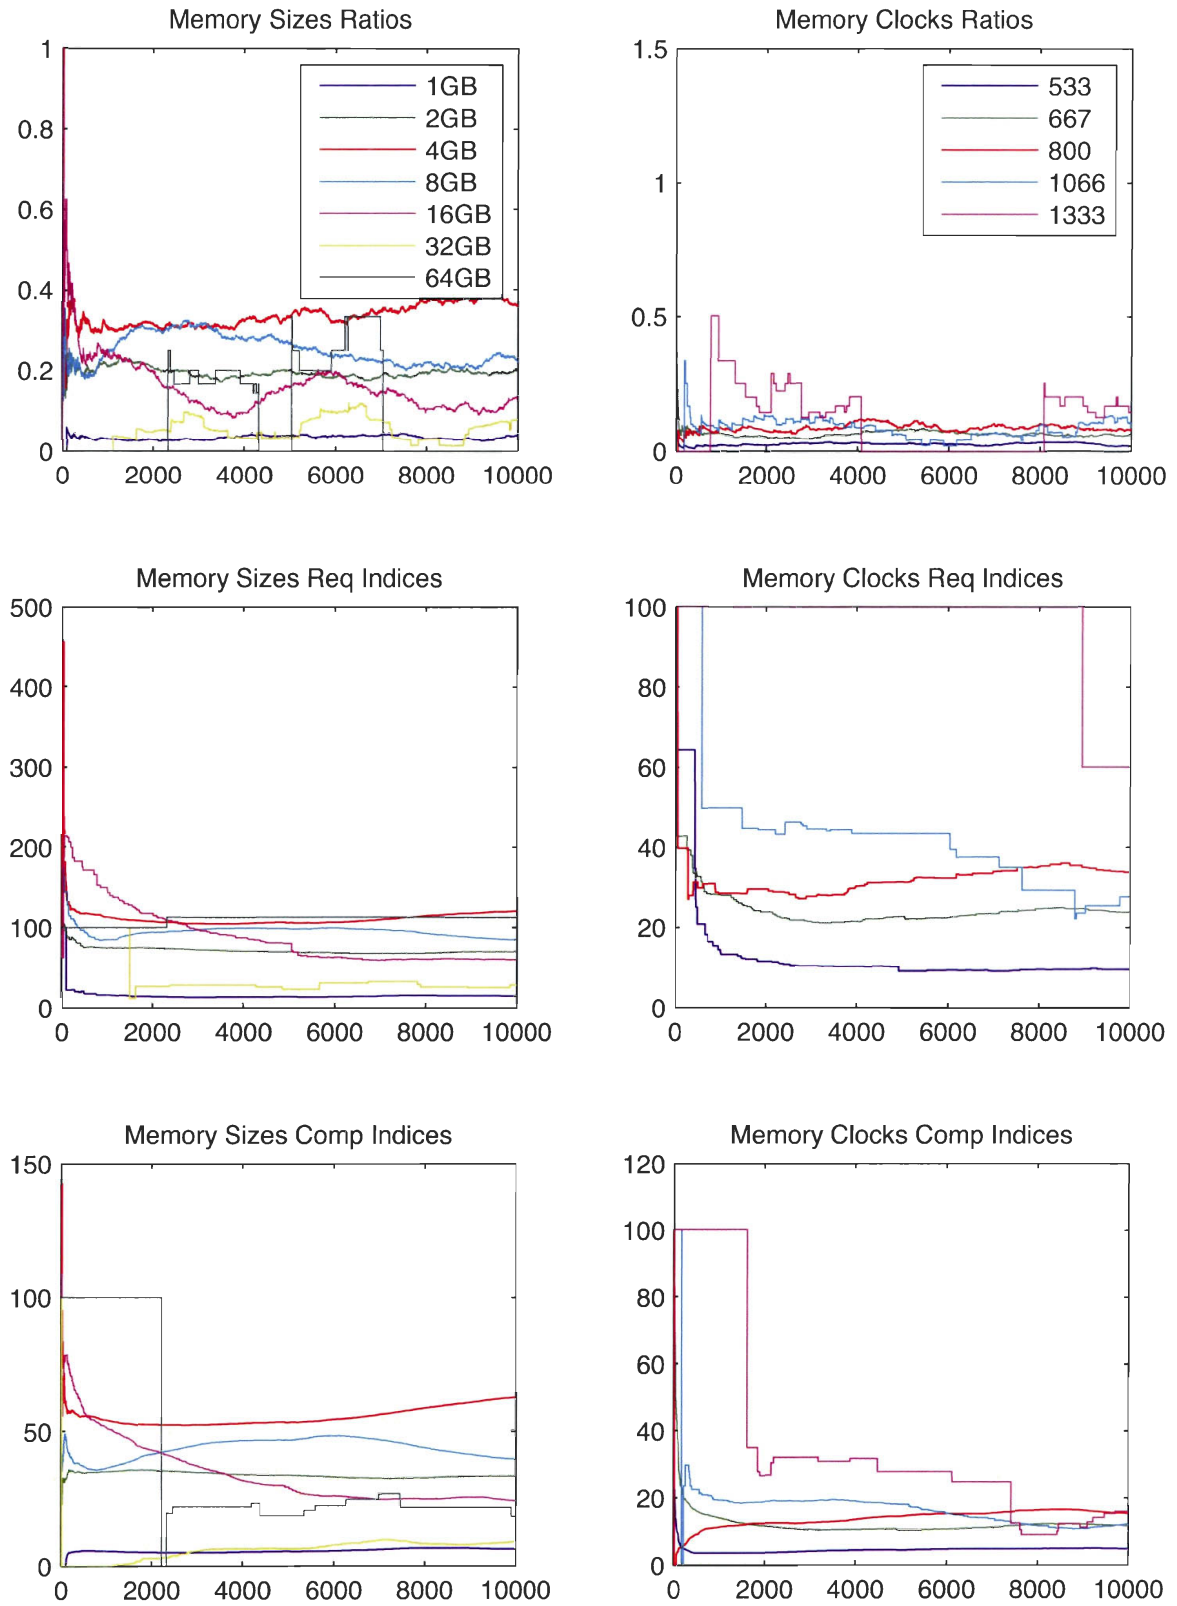 Memory Sizes Ratios
1
0.8
0.6
0.4
0.2
0
0 2000 4000 6000 8000 10000
1GB
2GB
4GB
8GB
16GB
32GB
64GB
Memory Clocks Ratios
1.5
1
0.5
0
0 2000 4000 6000 8000 10000
533
667
800
1066
1333
Memory Sizes Req Indices
500
400
300
200
100
0
0 2000 4000 6000 8000 10000
Memory Clocks Req Indices
100
80
60
40
20
0
0 2000 4000 6000 8000 10000
Memory Sizes Comp Indices
150
100
50
0
0 2000 4000 6000 8000 10000
Memory Clocks Comp Indices
120
100
80
60
40
20
0
0 2000 4000 6000 8000 10000